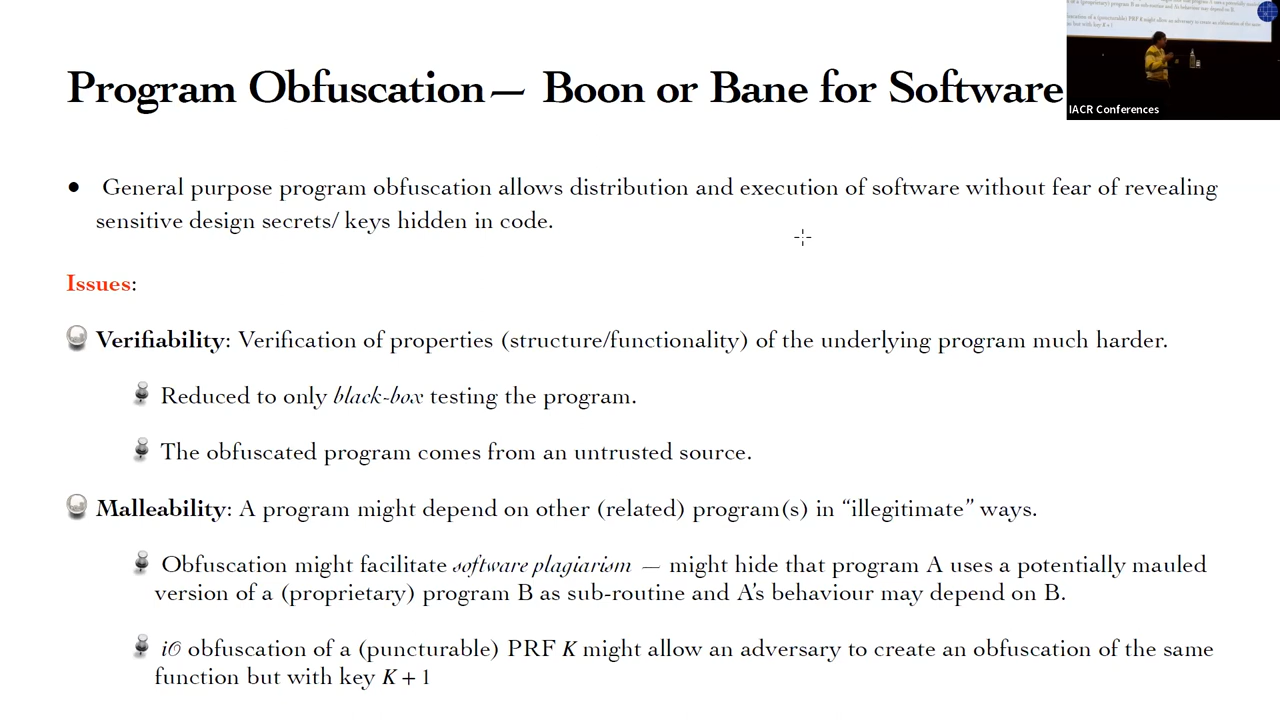 Program Obfuscation— Boon or Bane for Software
IACR Conferences
• General purpose program obfuscation allows distribution and execution of software without fear of revealing
sensitive design secrets/ keys hidden in code.
Issues:
Verifiability: Verification of properties (structure/functionality) of the underlying program much harder.
Reduced to only black-box testing the program.
The obfuscated program comes from an untrusted source.
Malleability: A program might depend on other (related) program(s) in “illegitimate” ways.
Obfuscation might facilitate software plagiarism — might hide that program A uses a potentially mauled
version of a (proprietary) program B as sub-routine and A’s behaviour may depend on B.
iO obfuscation of a (puncturable) PRF K might allow an adversary to create an obfuscation of the same
function but with key K + 1